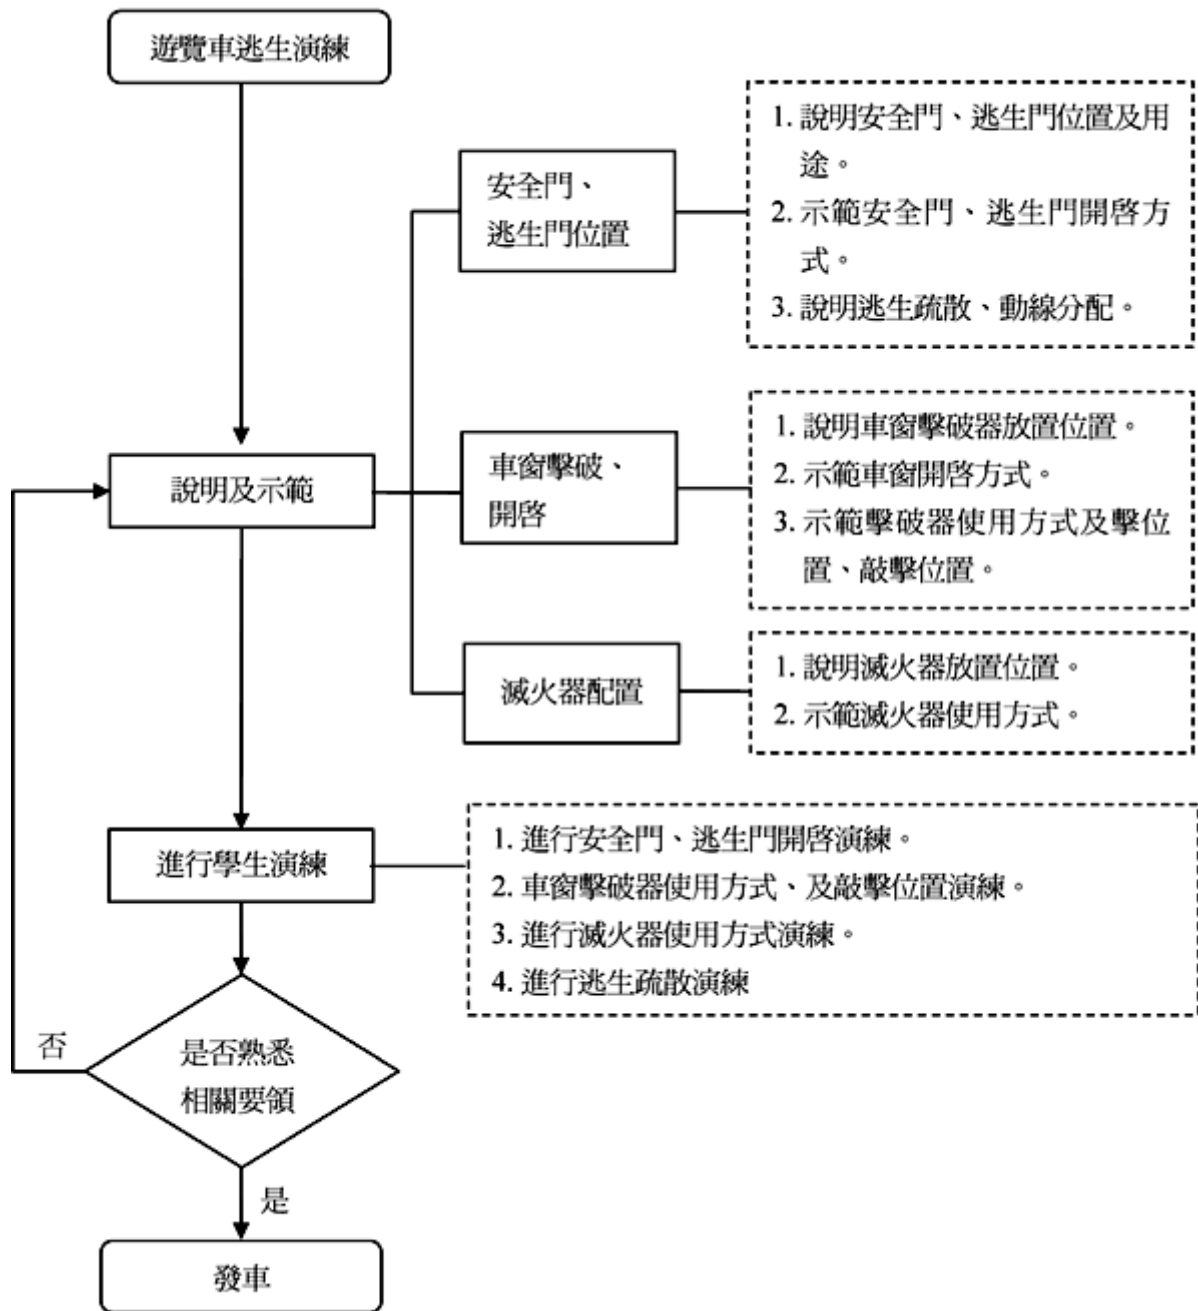 遊覽車逃生演練
安全門、
逃生門位置
1. 說明安全門、逃生門位置及用
途。
2. 示範安全門、逃生門開啓方
式。
3. 說明逃生疏散、動線分配。
說明及示範
車窗擊破、
開啓
1. 說明車窗擊破器放置位置。
2. 示範車窗開啓方式。
3. 示範擊破器使用方式及擊位
置、敲擊位置。
滅火器配置
1. 說明滅火器放置位置。
2. 示範滅火器使用方式。
進行學生演練
1. 進行安全門、逃生門開啓演練。
2. 車窗擊破器使用方式、及敲擊位置演練。
3. 進行滅火器使用方式演練。
4. 進行逃生疏散演練
否
是否熟悉
相關要領
是
發車